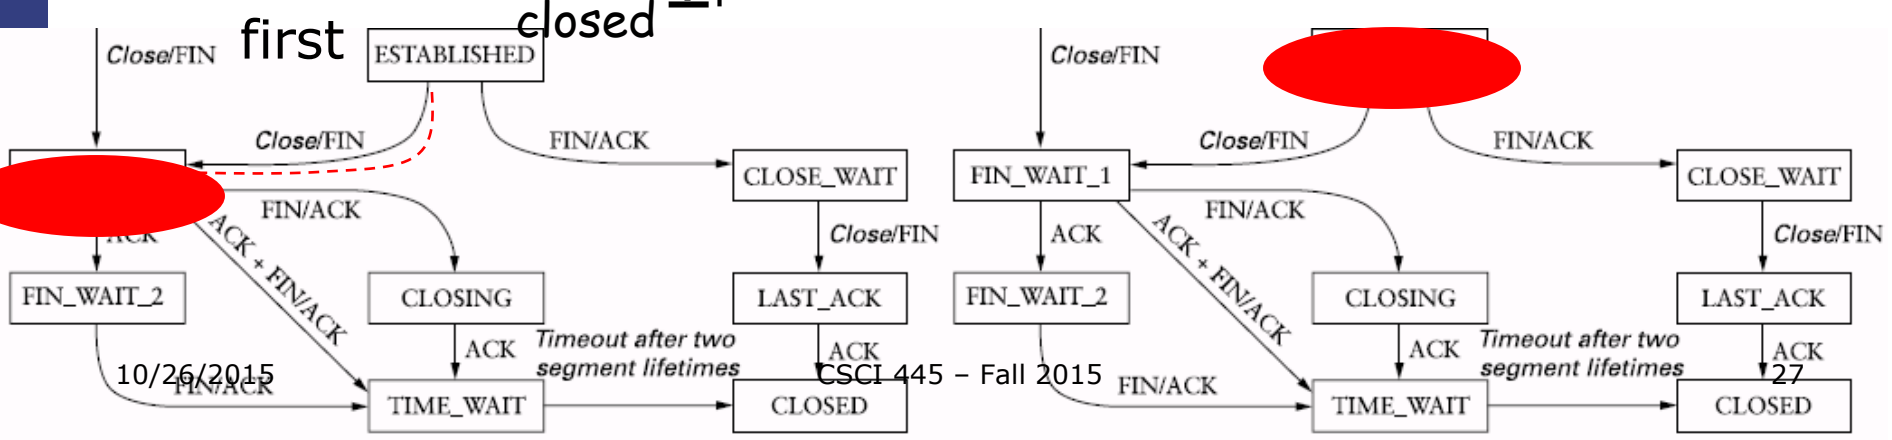 first
closed
Close/FIN
ESTABLISHED
Close/FIN
FIN/ACK
CLOSE_WAIT
FIN/ACK
ACK
ACK + FIN/ACK
Close/FIN
FIN_WAIT_2
CLOSING
LAST_ACK
ACK
Timeout after two
segment lifetimes
ACK
FIN/ACK
TIME_WAIT
CLOSED
Close/FIN
Close/FIN
FIN/ACK
FIN_WAIT_1
CLOSE_WAIT
FIN/ACK
ACK
ACK + FIN/ACK
Close/FIN
FIN_WAIT_2
CLOSING
LAST_ACK
ACK
Timeout after two
segment lifetimes
ACK
FIN/ACK
TIME_WAIT
CLOSED
10/26/2015
CSCI 445 – Fall 2015
27